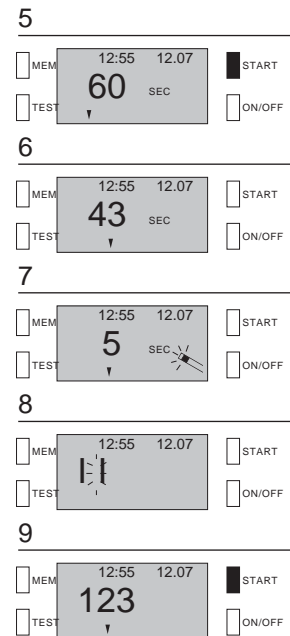 5
MEM 12:55 12.07 START
60 SEC
TEST ON/OFF
6
MEM 12:55 12.07 START
43 SEC
TEST ON/OFF
7
MEM 12:55 12.07 START
5 SEC
TEST ON/OFF
8
MEM 12:55 12.07 START
TEST ON/OFF
9
MEM 12:55 12.07 START
123
TEST ON/OFF